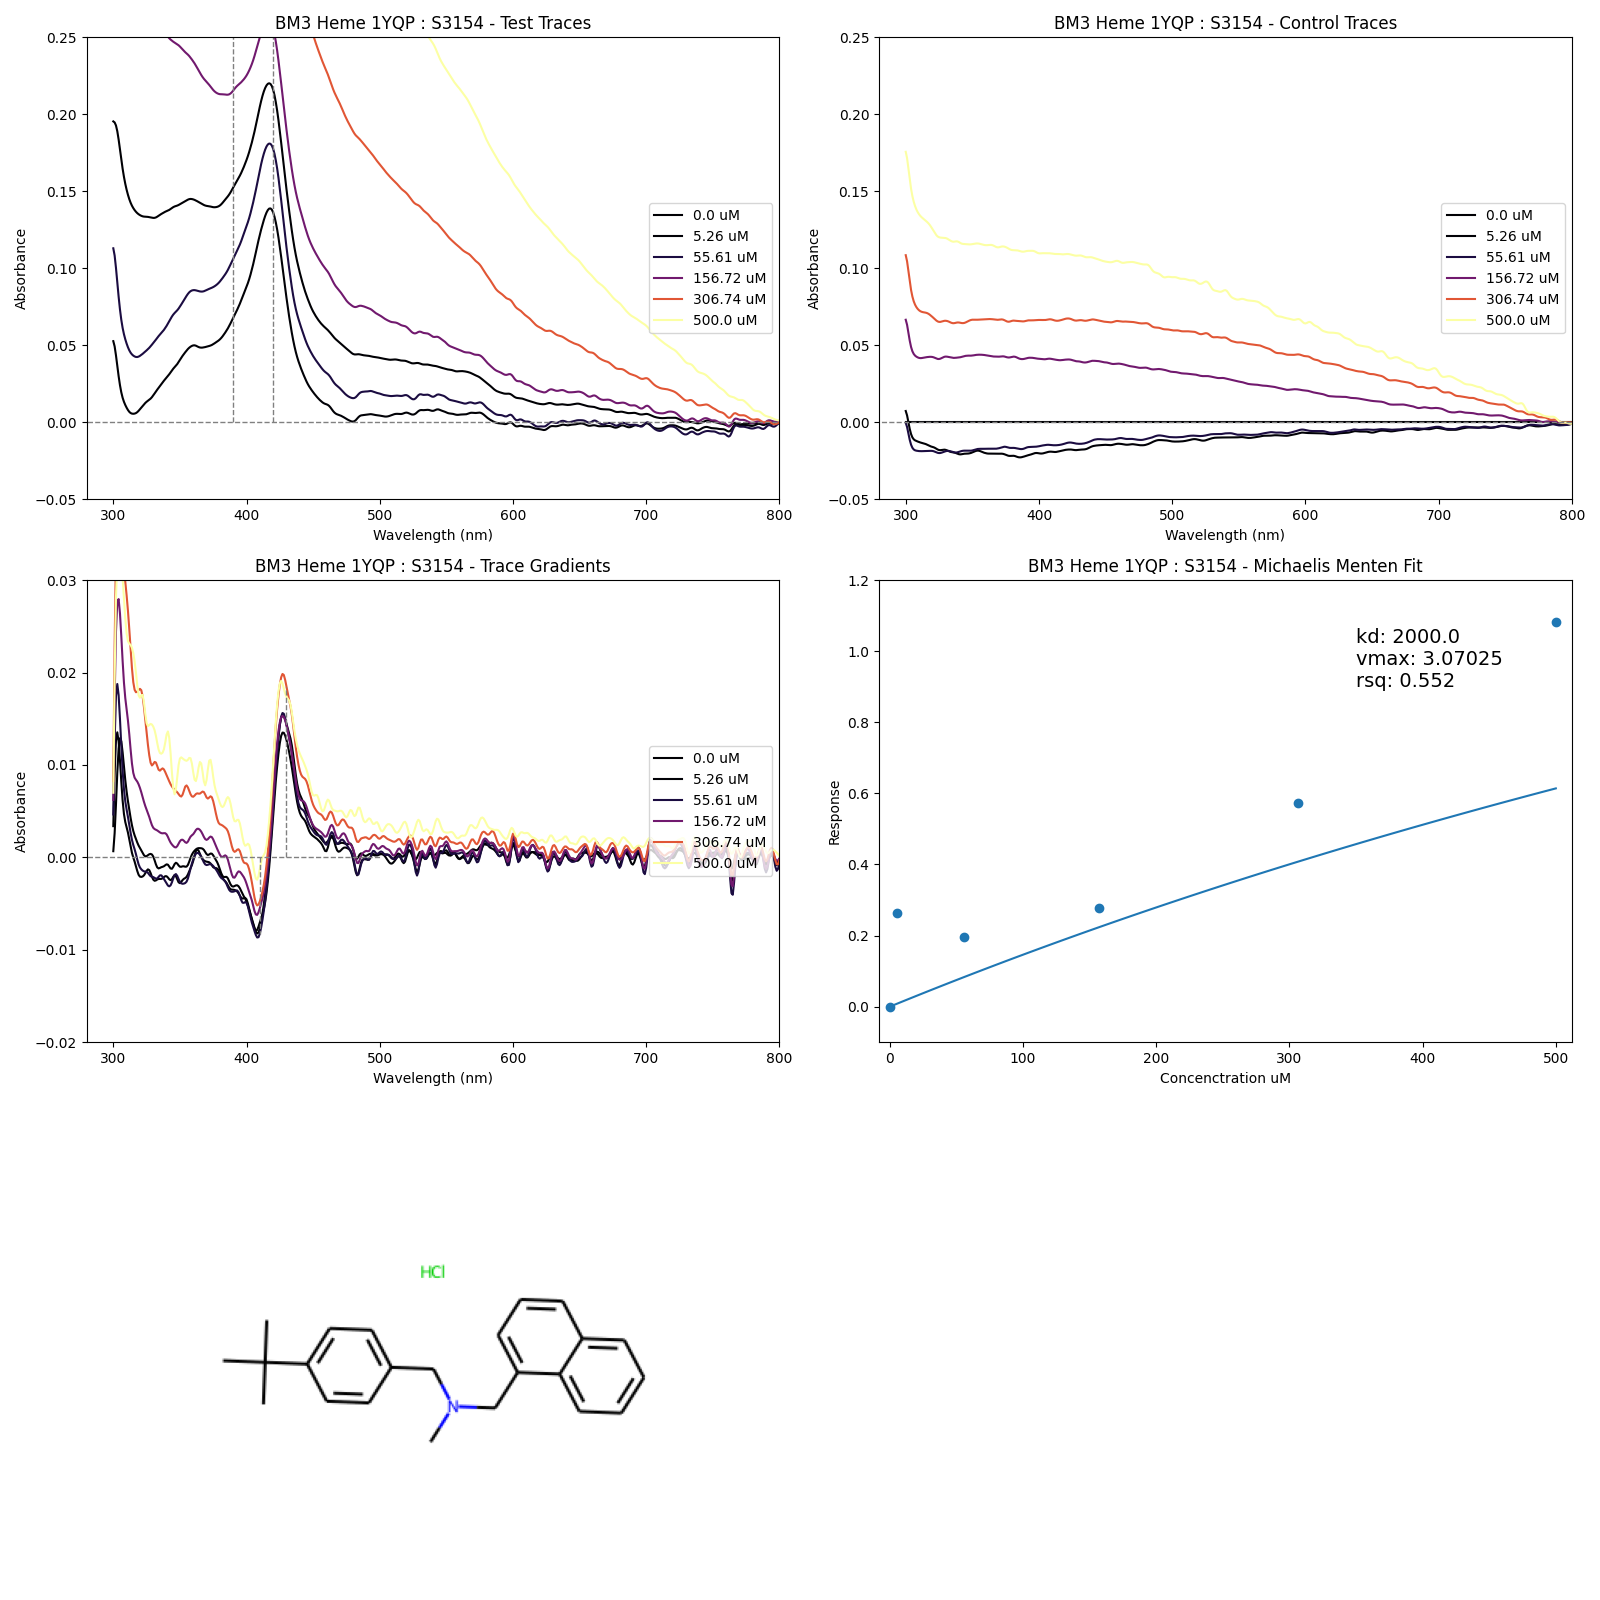 BM3 Heme 1YQP : S3154 - Test Traces
Absorbance
0.25
0.20
0.15
0.10
0.05
0.00
−0.05
300 400 500 600 700 800
Wavelength (nm)
0.0 uM
5.26 uM
55.61 uM
156.72 uM
306.74 uM
500.0 uM
BM3 Heme 1YQP : S3154 - Control Traces
Absorbance
0.25
0.20
0.15
0.10
0.05
0.00
−0.05
300 400 500 600 700 800
Wavelength (nm)
0.0 uM
5.26 uM
55.61 uM
156.72 uM
306.74 uM
500.0 uM
BM3 Heme 1YQP : S3154 - Trace Gradients
Absorbance
0.03
0.02
0.01
0.00
−0.01
−0.02
300 400 500 600 700 800
Wavelength (nm)
0.0 uM
5.26 uM
55.61 uM
156.72 uM
306.74 uM
500.0 uM
BM3 Heme 1YQP : S3154 - Michaelis Menten Fit
Response
1.2
1.0
0.8
0.6
0.4
0.2
0.0
0 100 200 300 400 500
Concenctration uM
kd: 2000.0
vmax: 3.07025
rsq: 0.552
HCl
N